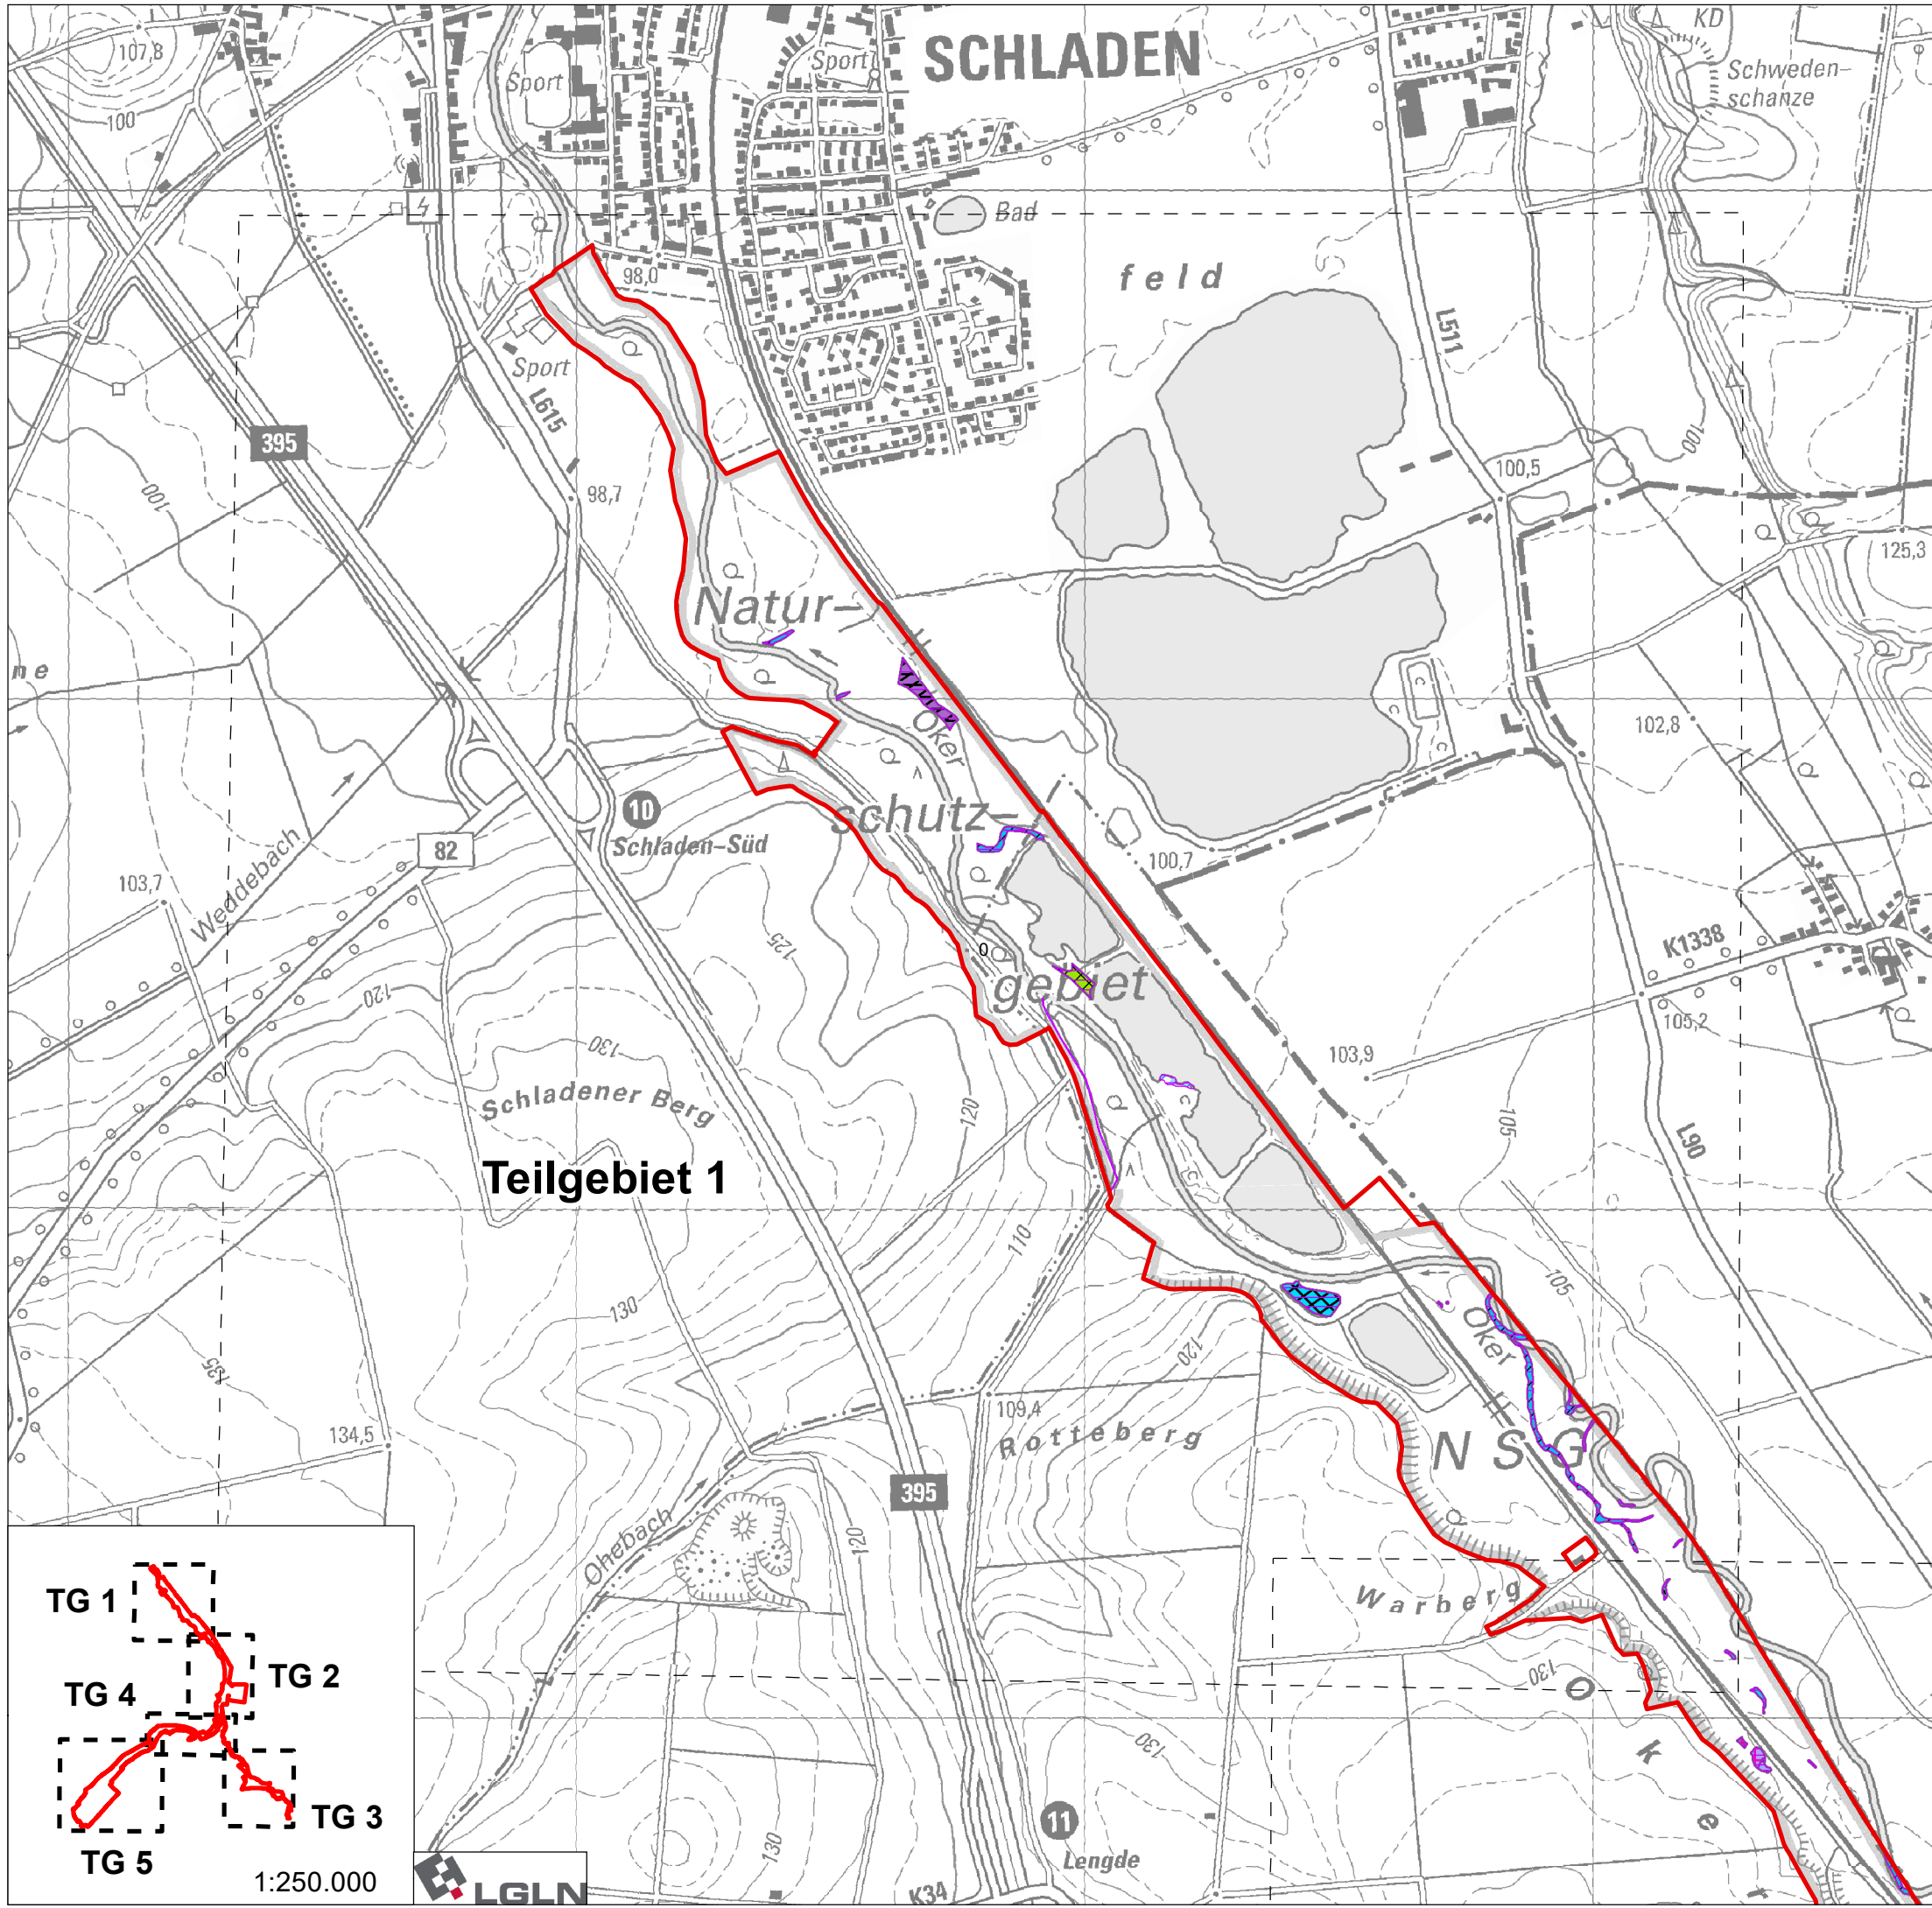 107,8
KD
SCHLADEN
Sport
Sport
Schweden-
schanze
100
Bad
98,0
feld
L511
Sport
L615
395
100
98,7
100,5
100
125,3
Natur-
ne
Oker
102,8
10
Schladen-Süd
schutz-
82
100,7
103,7
Weddebach
125
K1338
0
gebiet
120
105,2
130
103,9
Schladener Berg
120
105
L90
Teilgebiet 1
110
105
130
Oker
120
135
109,4
Rotteberg
134,5
NSG
395
Ohebach
120
Warberg
TG 1
130
TG 2
TG 4
O
k
e
r
130
130
TG 3
11
TG 5
Lengde
1:250.000
LGLN
K34